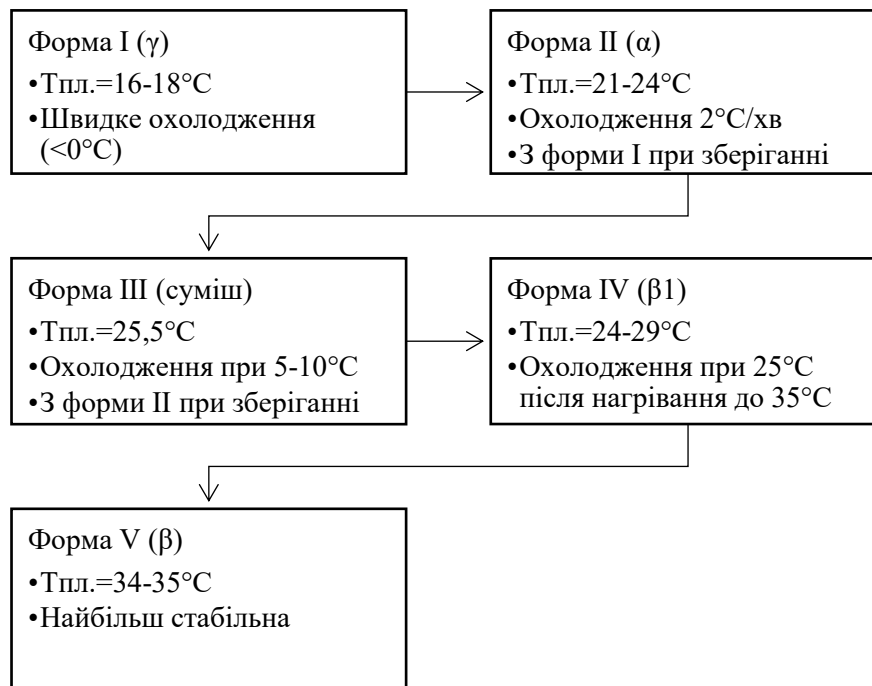 Форма I (γ)
•Тпл.=16-18°C
•Швидке охолодження
(<0°C)
Форма II (α)
•Тпл.=21-24°C
•Охолодження 2°C/хв
•З форми I при зберіганні
Форма III (суміш)
•Тпл.=25,5°C
•Охолодження при 5-10°C
•З форми II при зберіганні
Форма IV (β1)
•Тпл.=24-29°C
•Охолодження при 25°C
після нагрівання до 35°C
Форма V (β)
•Тпл.=34-35°C
•Найбільш стабільна